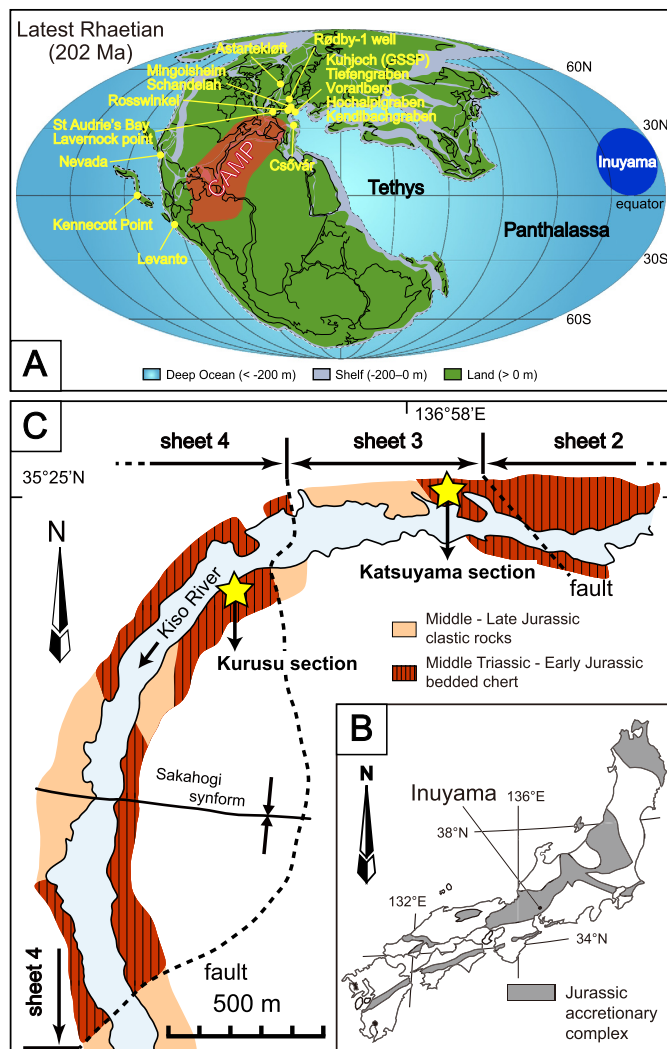 Latest Rhaetian
(202 Ma)
Astartekløft
Rødby-1 well
Mingolsheim
Schandelah
Rosswinkel
Kuhjoch (GSSP)
Tiefengraben
Vorarlberg
Hochalplgraben
Kendlbachgraben
St Audrie's Bay
Lavernock point
Nevada
Kennecott Point
Levanto
CAMP
Csővár
Tethys
Panthalassa
Inuyama
equator
60N
30N
30S
60S
A
Deep Ocean (< -200 m)
Shelf (-200–0 m)
Land (> 0 m)
C
136°58'E
sheet 4
sheet 3
sheet 2
35°25'N
N
Kiso River
Katsuyama section
fault
Kurusu section
Middle - Late Jurassic
clastic rocks
Middle Triassic - Early Jurassic
bedded chert
Sakahogi
synform
fault
sheet 4
500 m
B
N
Inuyama
136°E
38°N
132°E
34°N
Jurassic
accretionary
complex